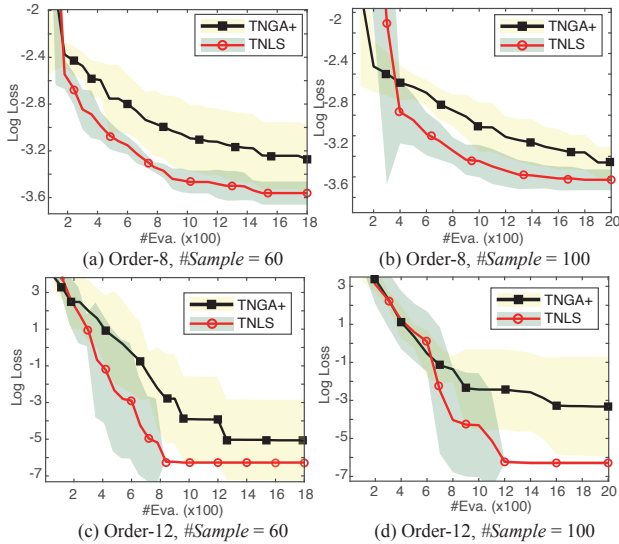 -2
-2.4
-2.8
-3.2
-3.6
Log Loss
TNGA+
TNLS
2 4 6 8 10 12 14 16 18
#Eva. (x100)
(a) Order-8, #Sample = 60
-2
-2.4
-2.8
-3.2
-3.6
Log Loss
TNGA+
TNLS
2 4 6 8 10 12 14 16 18 20
#Eva. (x100)
(b) Order-8, #Sample = 100
3
1
-1
-3
-5
-7
Log Loss
TNGA+
TNLS
2 4 6 8 10 12 14 16 18
#Eva. (x100)
(c) Order-12, #Sample = 60
3
1
-1
-3
-5
-7
Log Loss
TNGA+
TNLS
2 4 6 8 10 12 14 16 18 20
#Eva. (x100)
(d) Order-12, #Sample = 100